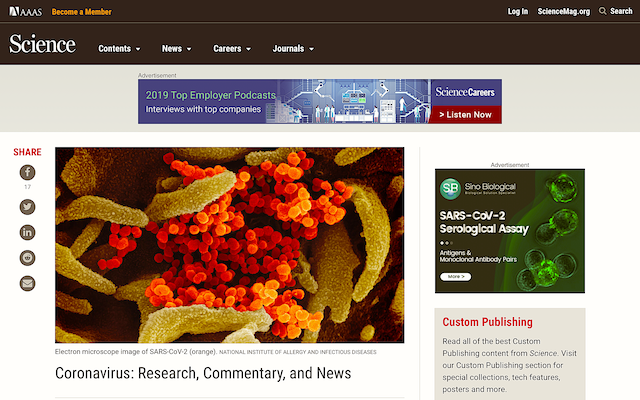 AAAS
Become a Member
Log In
ScienceMag.org
Search
Science
Contents
News
Careers
Journals
Advertisement
2019 Top Employer Podcasts
Interviews with top companies
ScienceCareers
> Listen Now
SHARE
17
Advertisement
SB
Sino Biological
Biological Solution Specialist
SARS-CoV-2
Serological Assay
Antigens &
Monoclonal Antibody Pairs
More >
Electron microscope image of SARS-CoV-2 (orange). NATIONAL INSTITUTE OF ALLERGY AND INFECTIOUS DISEASES
Coronavirus: Research, Commentary, and News
Custom Publishing
Read all of the best Custom
Publishing content from Science. Visit
our Custom Publishing section for
special collections, tech features,
posters and more.